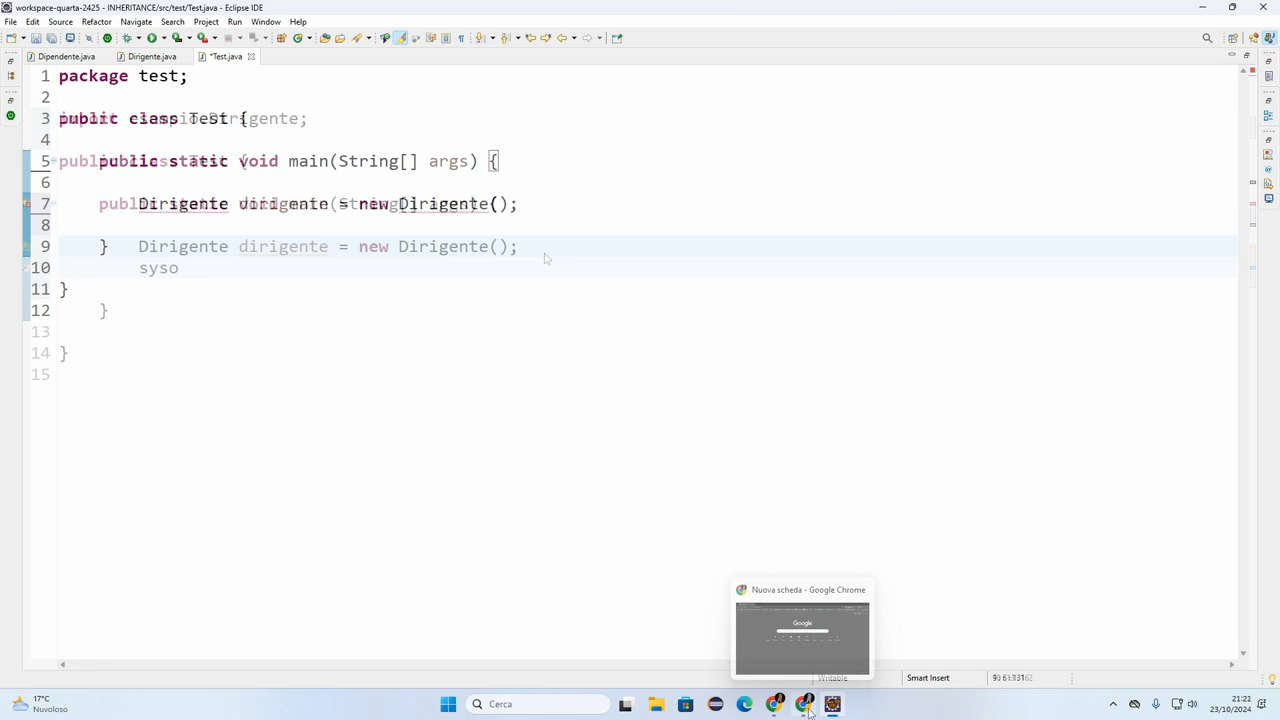 workspace-quarta-2425 - INHERITANCE/src/test/Test.java - Eclipse IDE
File Edit Source Refactor Navigate Search Project Run Window Help
Dipendente.java Dirigente.java *Test.java
1 package test;
2
3 public class Test {
4
5 public static void main(String[] args) {
6
7 Dirigente dirigente = new Dirigente();
8
9 } Dirigente dirigente = new Dirigente();
10 syso
11 }
12 }
13
14 }
15
Nuova scheda - Google Chrome
Google
Writable Smart Insert
17°C
Nuvoloso
Cerca
21:22
23/10/2024